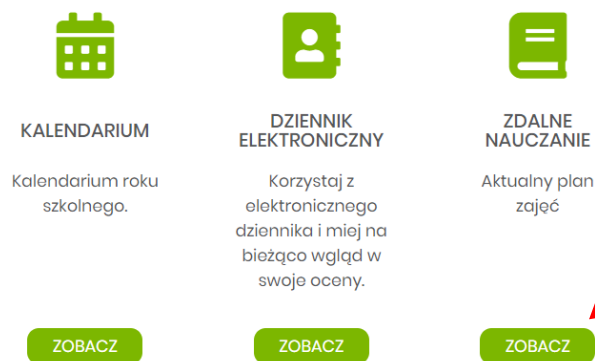 KALENDARIUM
Kalendarium roku
szkolnego.
ZOBACZ
DZIENNIK
ELEKTRONICZNY
Korzystaj z
elektronicznego
dziennika i miej na
bieżąco wgląd w
swoje oceny.
ZOBACZ
ZDALNE
NAUCZANIE
Aktualny plan
zajęć
ZOBACZ